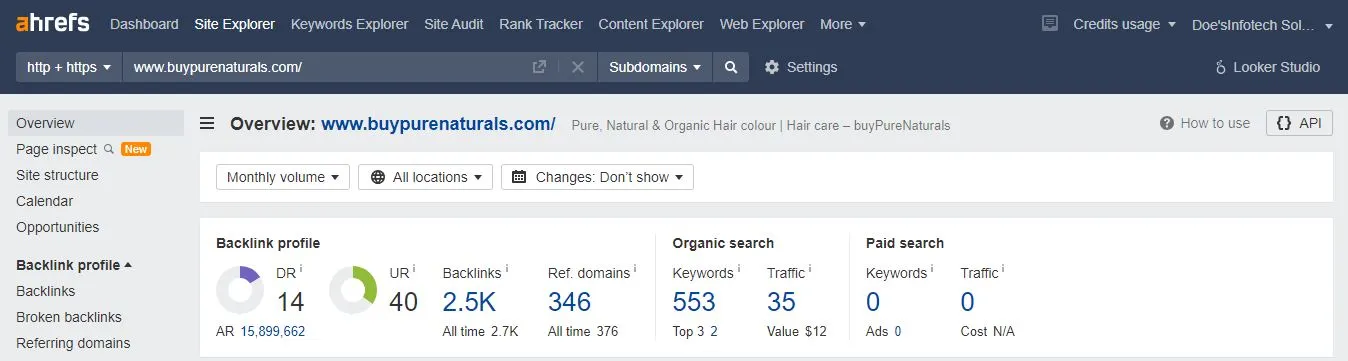 ahrefs Dashboard Site Explorer Keywords Explorer Site Audit Rank Tracker Content Explorer Web Explorer More Credits usage Doe'sInfotech Sol...
http + https www.buypurenaturals.com/ Subdomains Settings Looker Studio
Overview
Page inspect New
Site structure
Calendar
Opportunities
Backlink profile
Backlinks
Broken backlinks
Referring domains
Overview: www.buypurenaturals.com/ Pure, Natural & Organic Hair colour | Hair care – buyPureNaturals How to use {} API
Monthly volume All locations Changes: Don't show
Backlink profile Organic search Paid search
DR i UR i Backlinks i Ref. domains i Keywords i Traffic i Keywords i Traffic i
14 40 2.5K 346 553 35 0 0
AR 15,899,662 All time 2.7K All time 376 Top 3 2 Value $12 Ads 0 Cost N/A